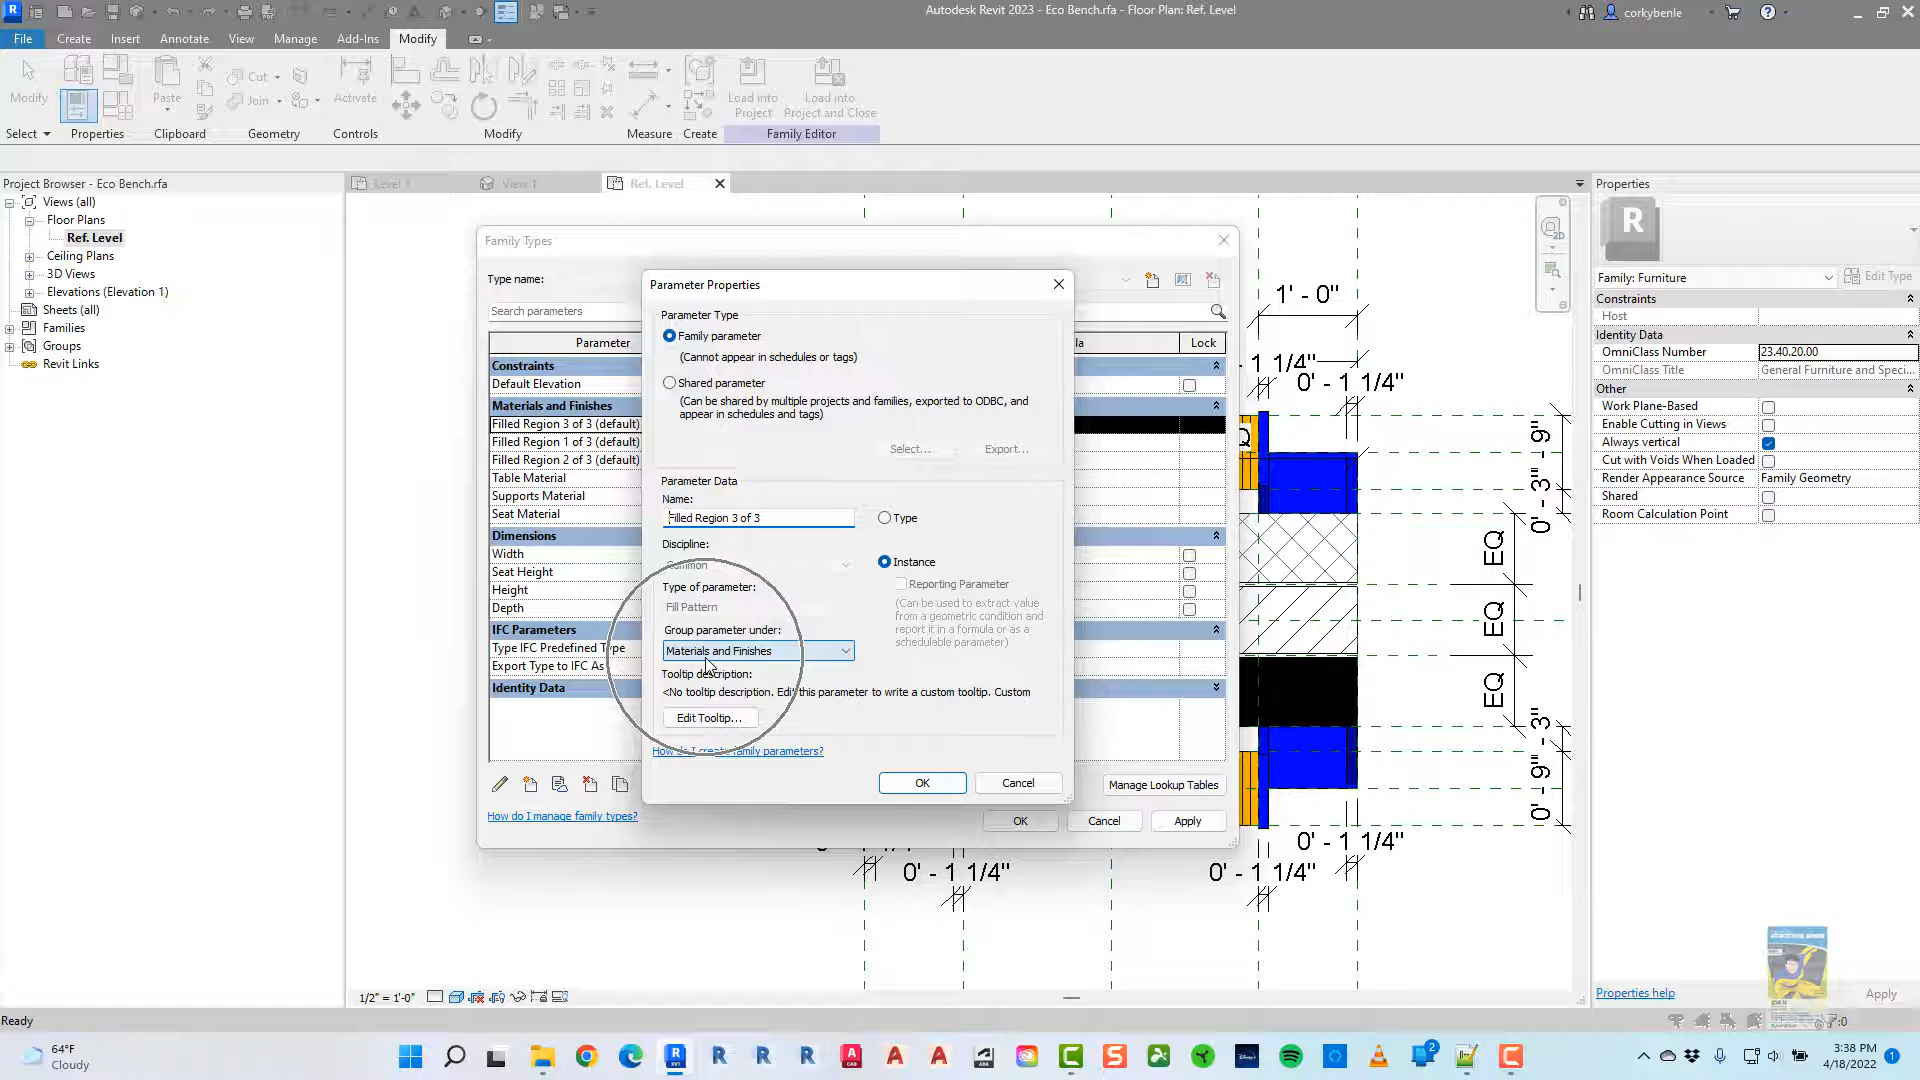 Autodesk Revit 2023 - Eco Bench.rfa - Floor Plan: Ref. Level
corkybenle
File Create Insert Annotate View Manage Add-Ins Modify
Modify
Paste
Cut
Join
Activate
Load into Project
Load into Project and Close
Select Properties Clipboard Geometry Controls Modify Measure Create Family Editor
Project Browser - Eco Bench.rfa
Views (all)
Floor Plans
Ref. Level
Ceiling Plans
3D Views
Elevations (Elevation 1)
Sheets (all)
Families
Groups
Revit Links
Level 1
View 1
Ref. Level
Family Types
Type name:
Search parameters
Parameter
Lock
Constraints
Default Elevation
Materials and Finishes
Filled Region 3 of 3 (default)
Filled Region 1 of 3 (default)
Filled Region 2 of 3 (default)
Table Material
Supports Material
Seat Material
Dimensions
Width
Seat Height
Height
Depth
IFC Parameters
Type IFC Predefined Type
Export Type to IFC As
Identity Data
How do I manage family types?
Manage Lookup Tables
OK Cancel Apply
Parameter Properties
Parameter Type
Family parameter
(Cannot appear in schedules or tags)
Shared parameter
(Can be shared by multiple projects and families, exported to ODBC, and
appear in schedules and tags)
Select... Export...
Parameter Data
Name:
Filled Region 3 of 3
Type
Discipline:
Common
Instance
Type of parameter:
Fill Pattern
Reporting Parameter
(Can be used to extract value
from a geometric condition and
report it in a formula or as a
schedulable parameter)
Group parameter under:
Materials and Finishes
Tooltip description:
<No tooltip description. Edit this parameter to write a custom tooltip. Custom
Edit Tooltip...
How do I create family parameters?
OK Cancel
1' - 0"
1 1/4"
0' - 1 1/4"
0' - 3" - 9"
EQ
EQ
EQ
0' - 9" - 3"
0' - 1 1/4"
0' - 1 1/4"
0' - 1 1/4"
2D
Properties
R
Family: Furniture
Edit Type
Constraints
Host
Identity Data
OmniClass Number 23.40.20.00
OmniClass Title General Furniture and Speci...
Other
Work Plane-Based
Enable Cutting in Views
Always vertical
Cut with Voids When Loaded
Render Appearance Source Family Geometry
Shared
Room Calculation Point
Properties help
Apply
1/2" = 1'-0"
Ready
:0
64°F
Cloudy
3:38 PM
4/18/2022